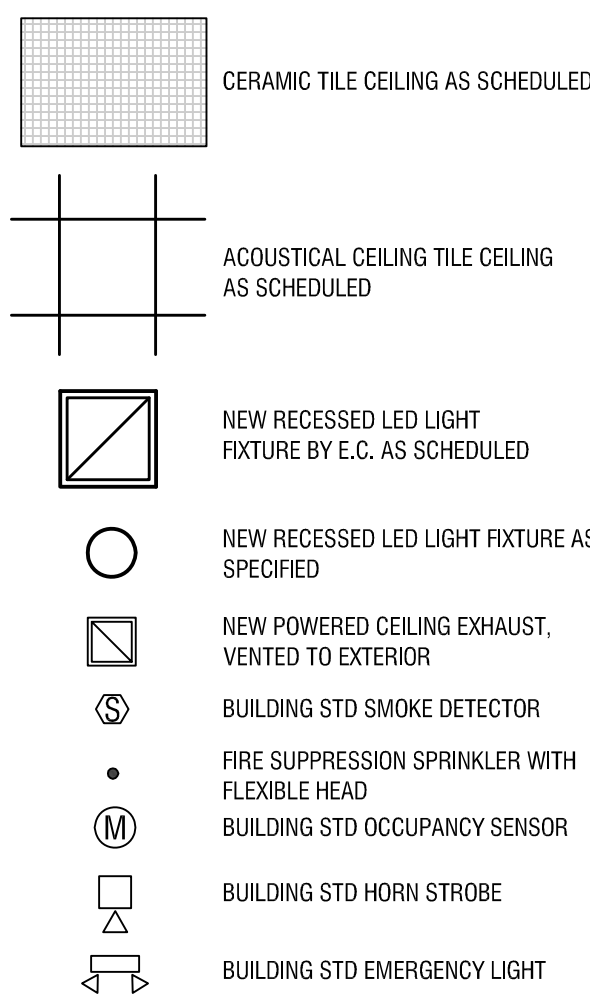 CERAMIC TILE CEILING AS SCHEDULED
ACOUSTICAL CEILING TILE CEILING
AS SCHEDULED
NEW RECESSED LED LIGHT
FIXTURE BY E.C. AS SCHEDULED
NEW RECESSED LED LIGHT FIXTURE AS
SPECIFIED
NEW POWERED CEILING EXHAUST,
VENTED TO EXTERIOR
S BUILDING STD SMOKE DETECTOR
FIRE SUPPRESSION SPRINKLER WITH
FLEXIBLE HEAD
M BUILDING STD OCCUPANCY SENSOR
BUILDING STD HORN STROBE
BUILDING STD EMERGENCY LIGHT